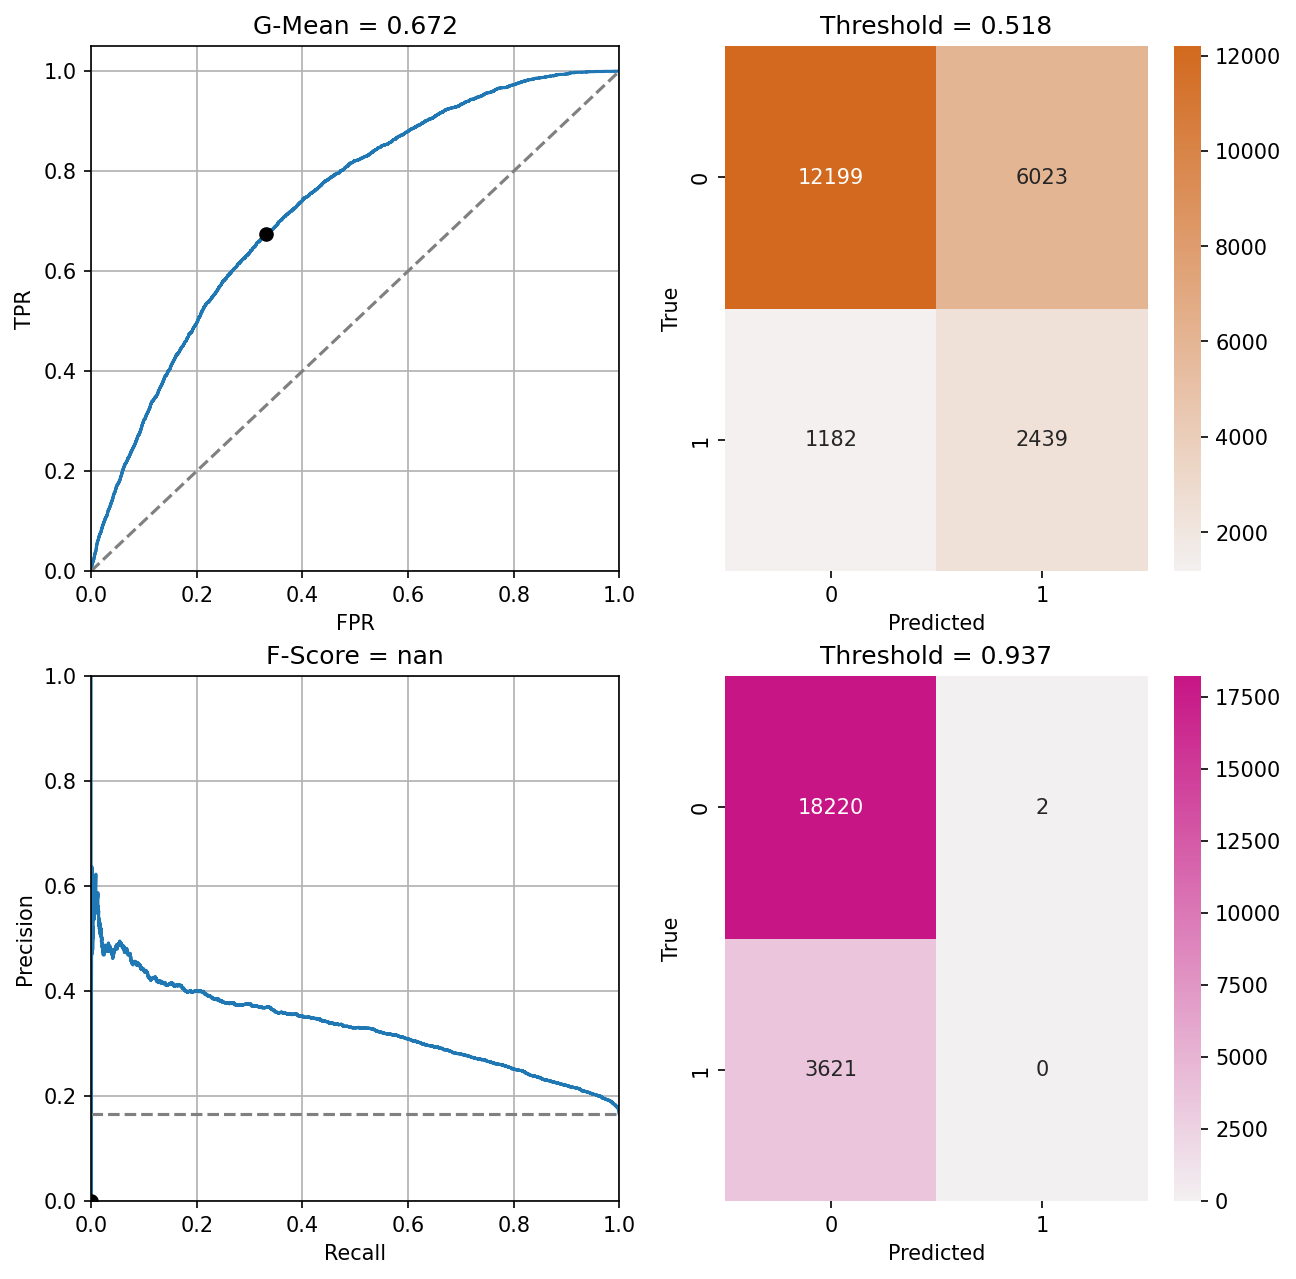 G-Mean = 0.672
1.0
0.8
0.6
0.4
0.2
0.0
TPR
0.0 0.2 0.4 0.6 0.8 1.0
FPR
Threshold = 0.518
0
1
True
12199 6023
1182 2439
0 1
Predicted
12000
10000
8000
6000
4000
2000
F-Score = nan
1.0
0.8
0.6
0.4
0.2
0.0
Precision
0.0 0.2 0.4 0.6 0.8 1.0
Recall
Threshold = 0.937
0
1
True
18220 2
3621 0
0 1
Predicted
17500
15000
12500
10000
7500
5000
2500
0